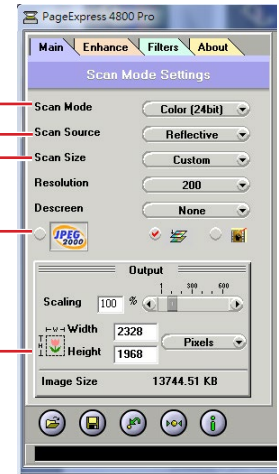 PageExpress 4800 Pro
Main Enhance Filters About
Scan Mode Settings
Scan Mode Color (24bit)
Scan Source Reflective
Scan Size Custom
Resolution 200
Descreen None
JPEG 2000
Output
1 300 600
Scaling 100 %
W Width 2328
H Height 1968
Pixels
Image Size 13744.51 KB